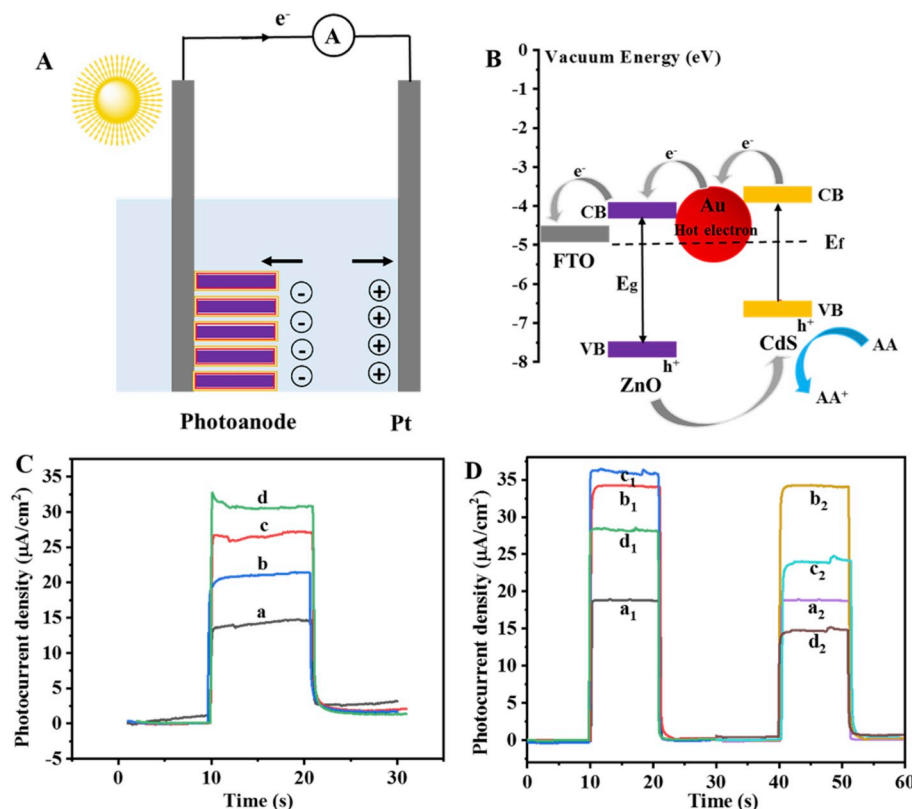 A
e⁻
A
-
-
-
-
+
+
+
+
Photoanode
Pt
B
Vacuum Energy (eV)
0
-1
-2
-3
-4
-5
-6
-7
-8
e⁻
e⁻
e⁻
CB
Au
Hot electron
CB
FTO
Ef
Eg
VB
h⁺
ZnO
VB
h⁺
CdS
AA
AA⁺
C
Photocurrent density (μA/cm²)
35
30
25
20
15
10
5
0
-5
d
c
b
a
0
10
20
30
Time (s)
D
Photocurrent density (μA/cm²)
35
30
25
20
15
10
5
0
c₁
b₁
d₁
a₁
b₂
c₂
a₂
d₂
0
10
20
30
40
50
60
Time (s)